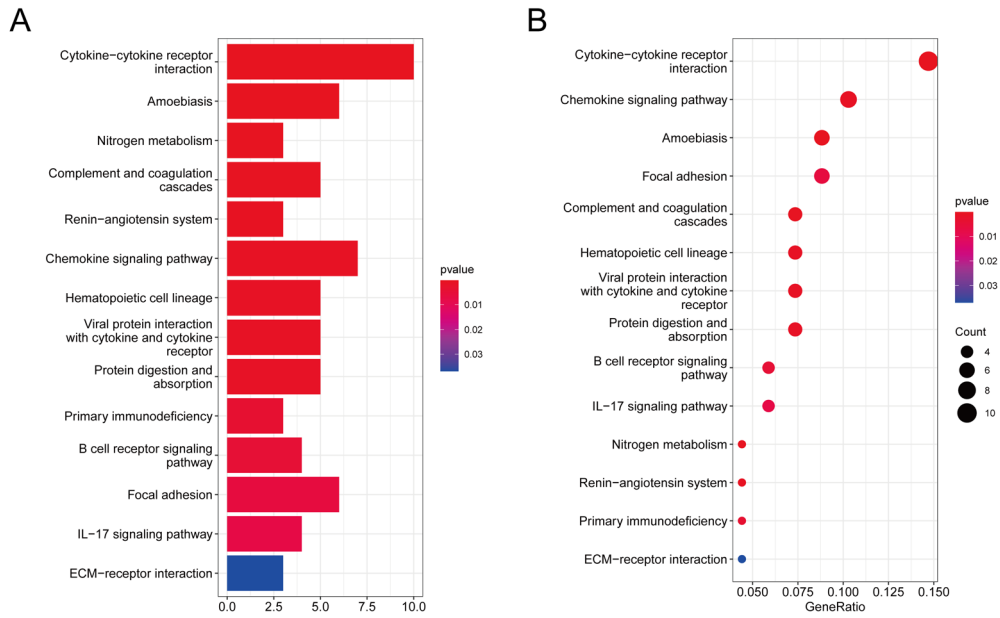 A
Cytokine−cytokine receptor
interaction
Amoebiasis
Nitrogen metabolism
Complement and coagulation
cascades
Renin−angiotensin system
Chemokine signaling pathway
Hematopoietic cell lineage
Viral protein interaction
with cytokine and cytokine
receptor
Protein digestion and
absorption
Primary immunodeficiency
B cell receptor signaling
pathway
Focal adhesion
IL−17 signaling pathway
ECM−receptor interaction
0.0 2.5 5.0 7.5 10.0
pvalue
0.01
0.02
0.03
B
Cytokine−cytokine receptor
interaction
Chemokine signaling pathway
Amoebiasis
Focal adhesion
Complement and coagulation
cascades
Hematopoietic cell lineage
Viral protein interaction
with cytokine and cytokine
receptor
Protein digestion and
absorption
B cell receptor signaling
pathway
IL−17 signaling pathway
Nitrogen metabolism
Renin−angiotensin system
Primary immunodeficiency
ECM−receptor interaction
0.050 0.075 0.100 0.125 0.150
GeneRatio
pvalue
0.01
0.02
0.03
Count
4
6
8
10